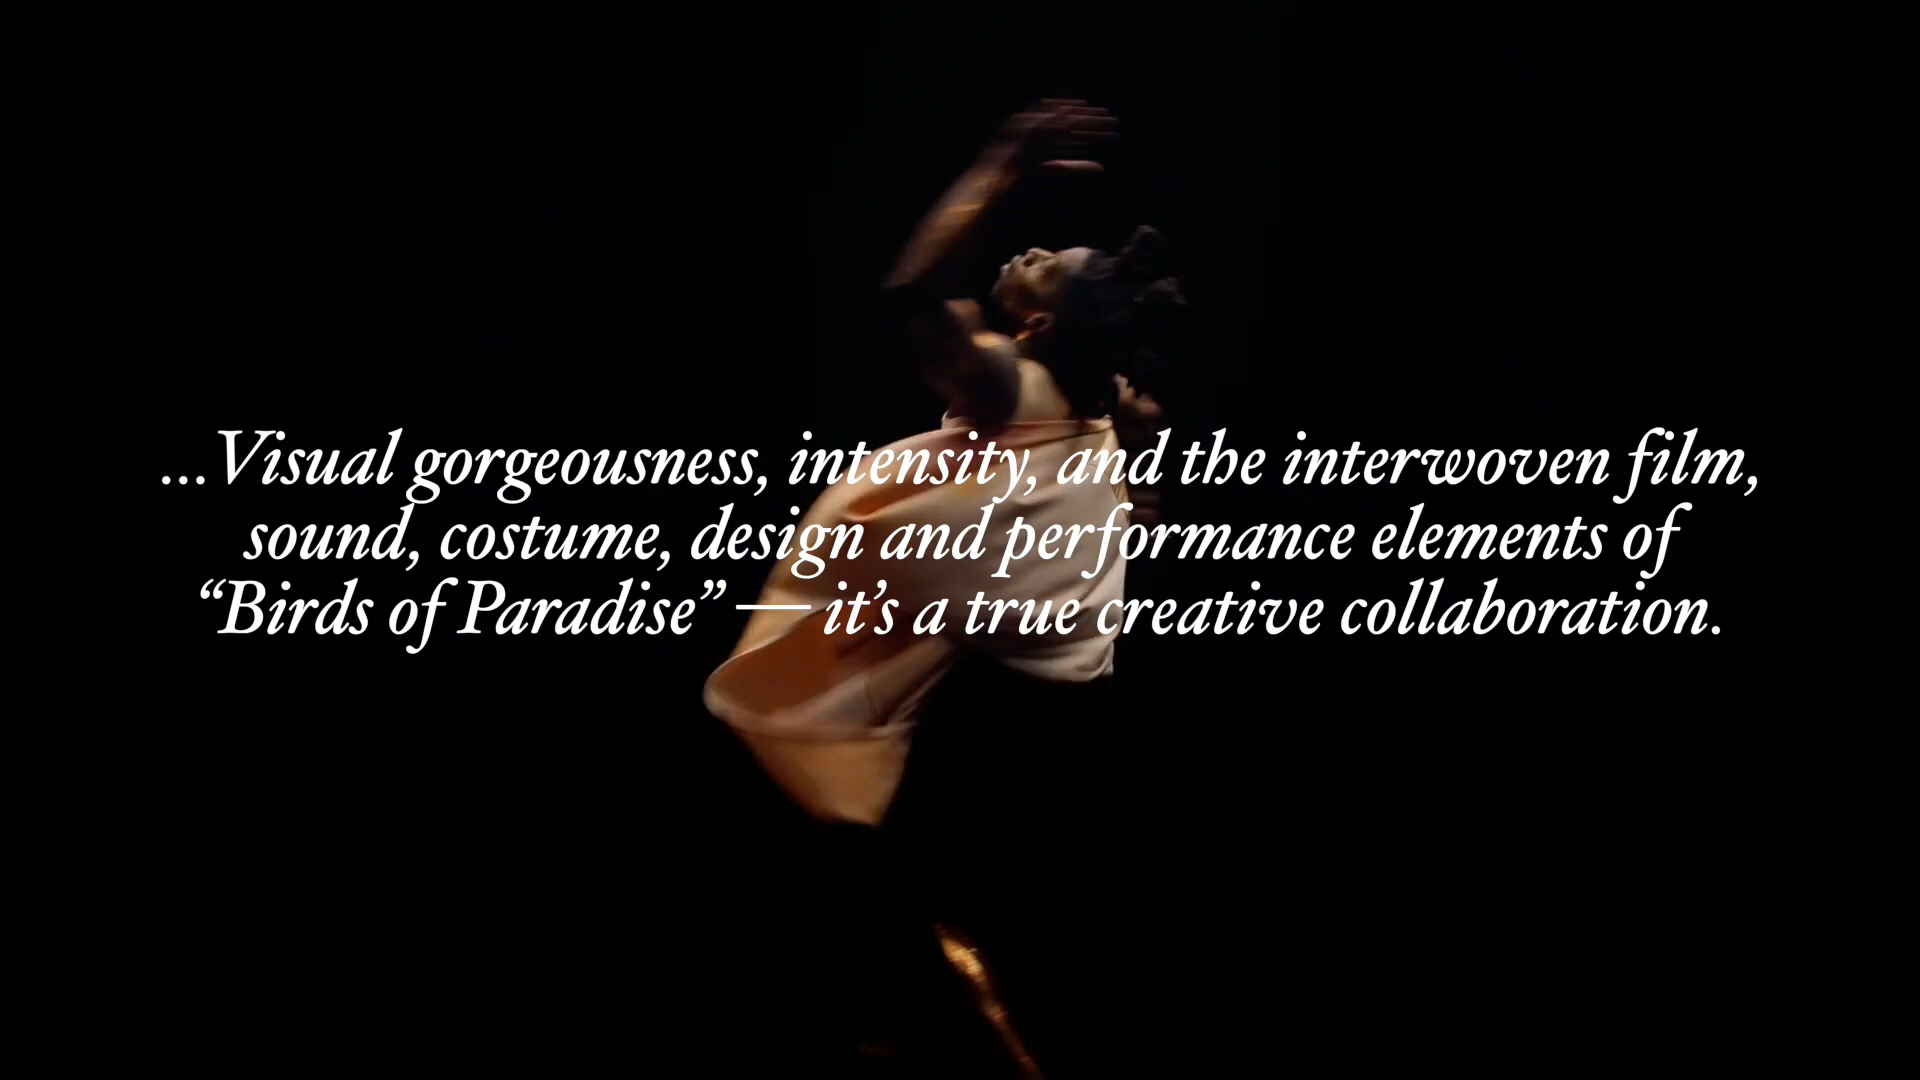 ...Visual gorgeousness, intensity, and the interwoven film,
sound, costume, design and performance elements of
“Birds of Paradise” — it’s a true creative collaboration.